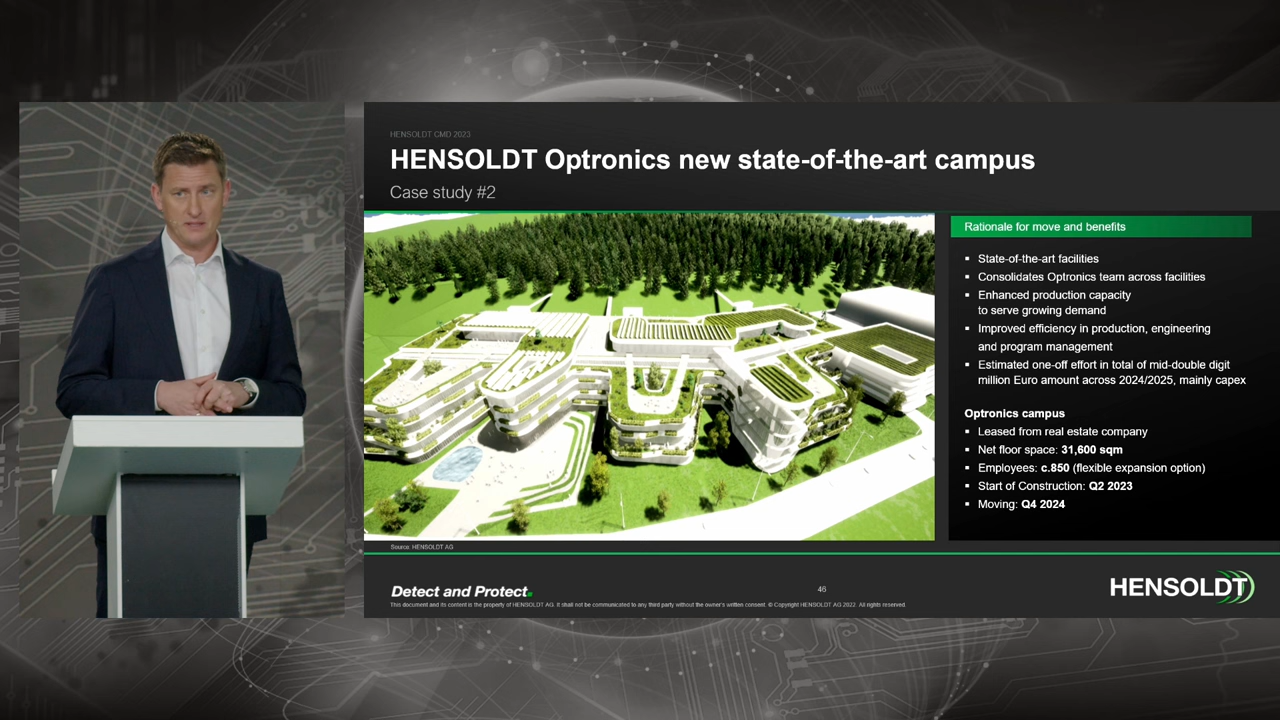 HENSOLDT CMD 2023
HENSOLDT Optronics new state-of-the-art campus
Case study #2
Rationale for move and benefits
▪ State-of-the-art facilities
▪ Consolidates Optronics team across facilities
▪ Enhanced production capacity
to serve growing demand
▪ Improved efficiency in production, engineering
and program management
▪ Estimated one-off effort in total of mid-double digit
million Euro amount across 2024/2025, mainly capex
Optronics campus
▪ Leased from real estate company
▪ Net floor space: 31,600 sqm
▪ Employees: c.850 (flexible expansion option)
▪ Start of Construction: Q2 2023
▪ Moving: Q4 2024
Source: HENSOLDT AG
Detect and Protect.
46
This document and its content is the property of HENSOLDT AG. It shall not be communicated to any third party without the owner's written consent. © Copyright HENSOLDT AG 2022. All rights reserved.
HENSOLDT